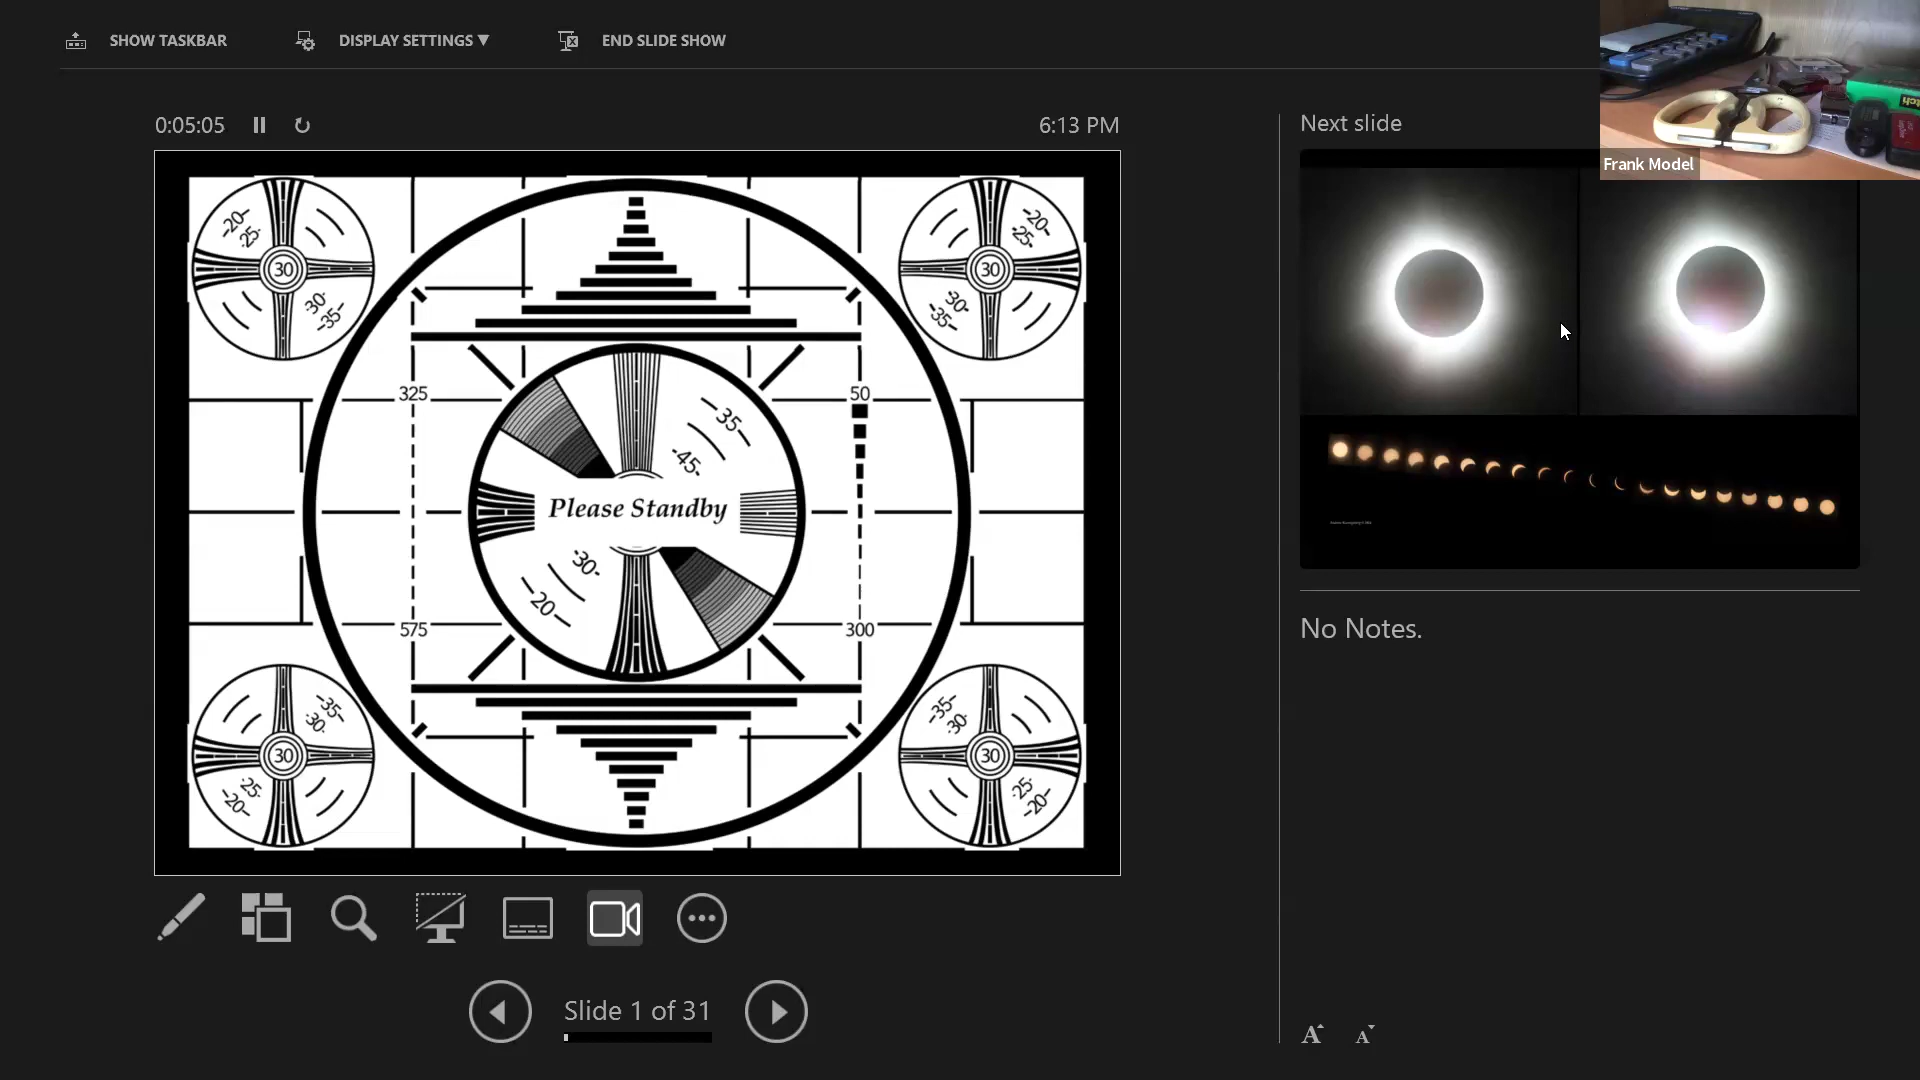 SHOW TASKBAR
DISPLAY SETTINGS
END SLIDE SHOW
Frank Model
0:05:05
6:13 PM
Next slide
-20-
·25·
30
·30·
-35-
-20-
·25·
30
·30·
-35-
325
50
-35-
·45·
Please Standby
·30·
-20-
575
300
-35-
·30·
30
·25·
-20-
-35-
·30·
30
·25·
-20-
No Notes.
Slide 1 of 31
A A